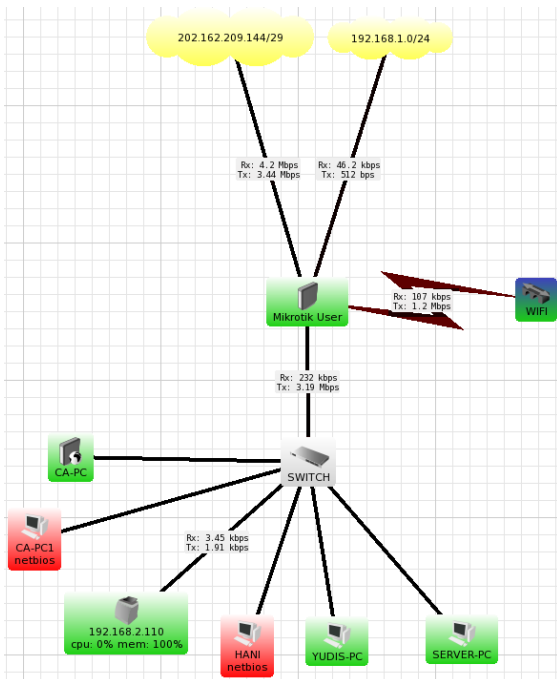 202.162.209.144/29
192.168.1.0/24
Rx: 4.2 Mbps
Tx: 3.44 Mbps
Rx: 46.2 kbps
Tx: 512 bps
Mikrotik User
Rx: 107 kbps
Tx: 1.2 Mbps
WIFI
Rx: 232 kbps
Tx: 3.19 Mbps
CA-PC
SWITCH
CA-PC1
netbios
Rx: 3.45 kbps
Tx: 1.91 kbps
192.168.2.110
cpu: 0% mem: 100%
HANI
netbios
YUDIS-PC
SERVER-PC